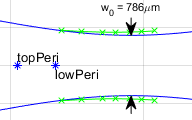 w₀ = 786μm
topPeri
lowPeri